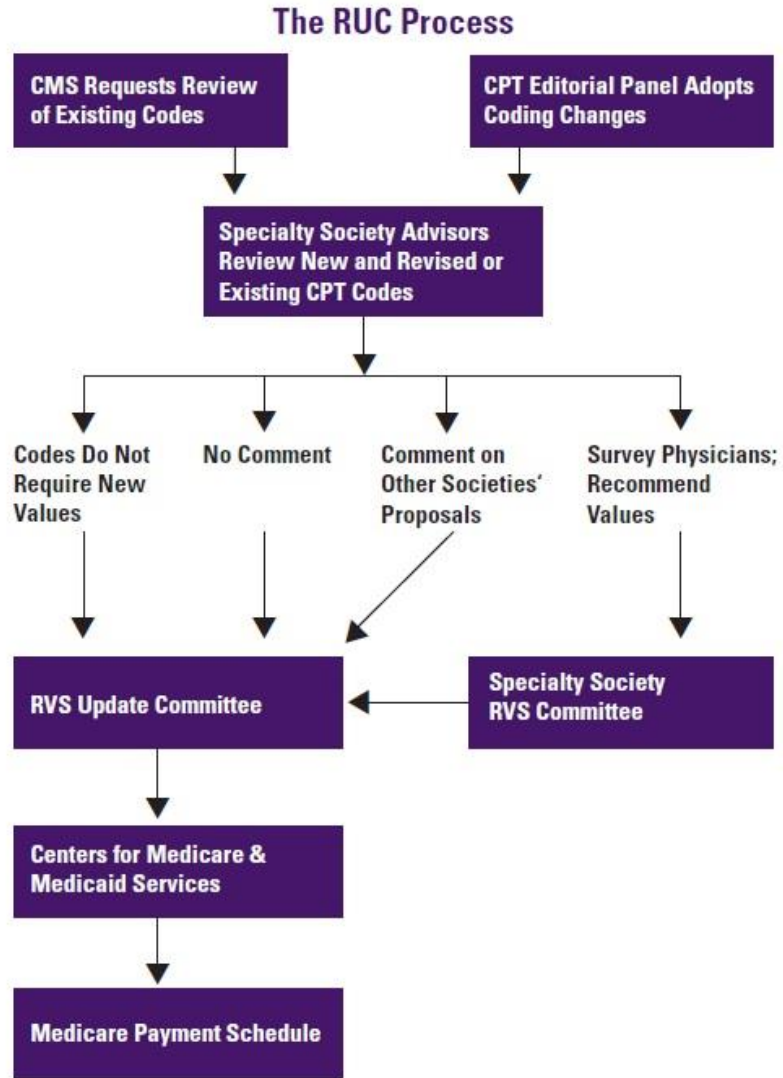 The RUC Process
CMS Requests Review
of Existing Codes
CPT Editorial Panel Adopts
Coding Changes
Specialty Society Advisors
Review New and Revised or
Existing CPT Codes
Codes Do Not
Require New
Values
No Comment
Comment on
Other Societies’
Proposals
Survey Physicians;
Recommend
Values
RVS Update Committee
Specialty Society
RVS Committee
Centers for Medicare &
Medicaid Services
Medicare Payment Schedule